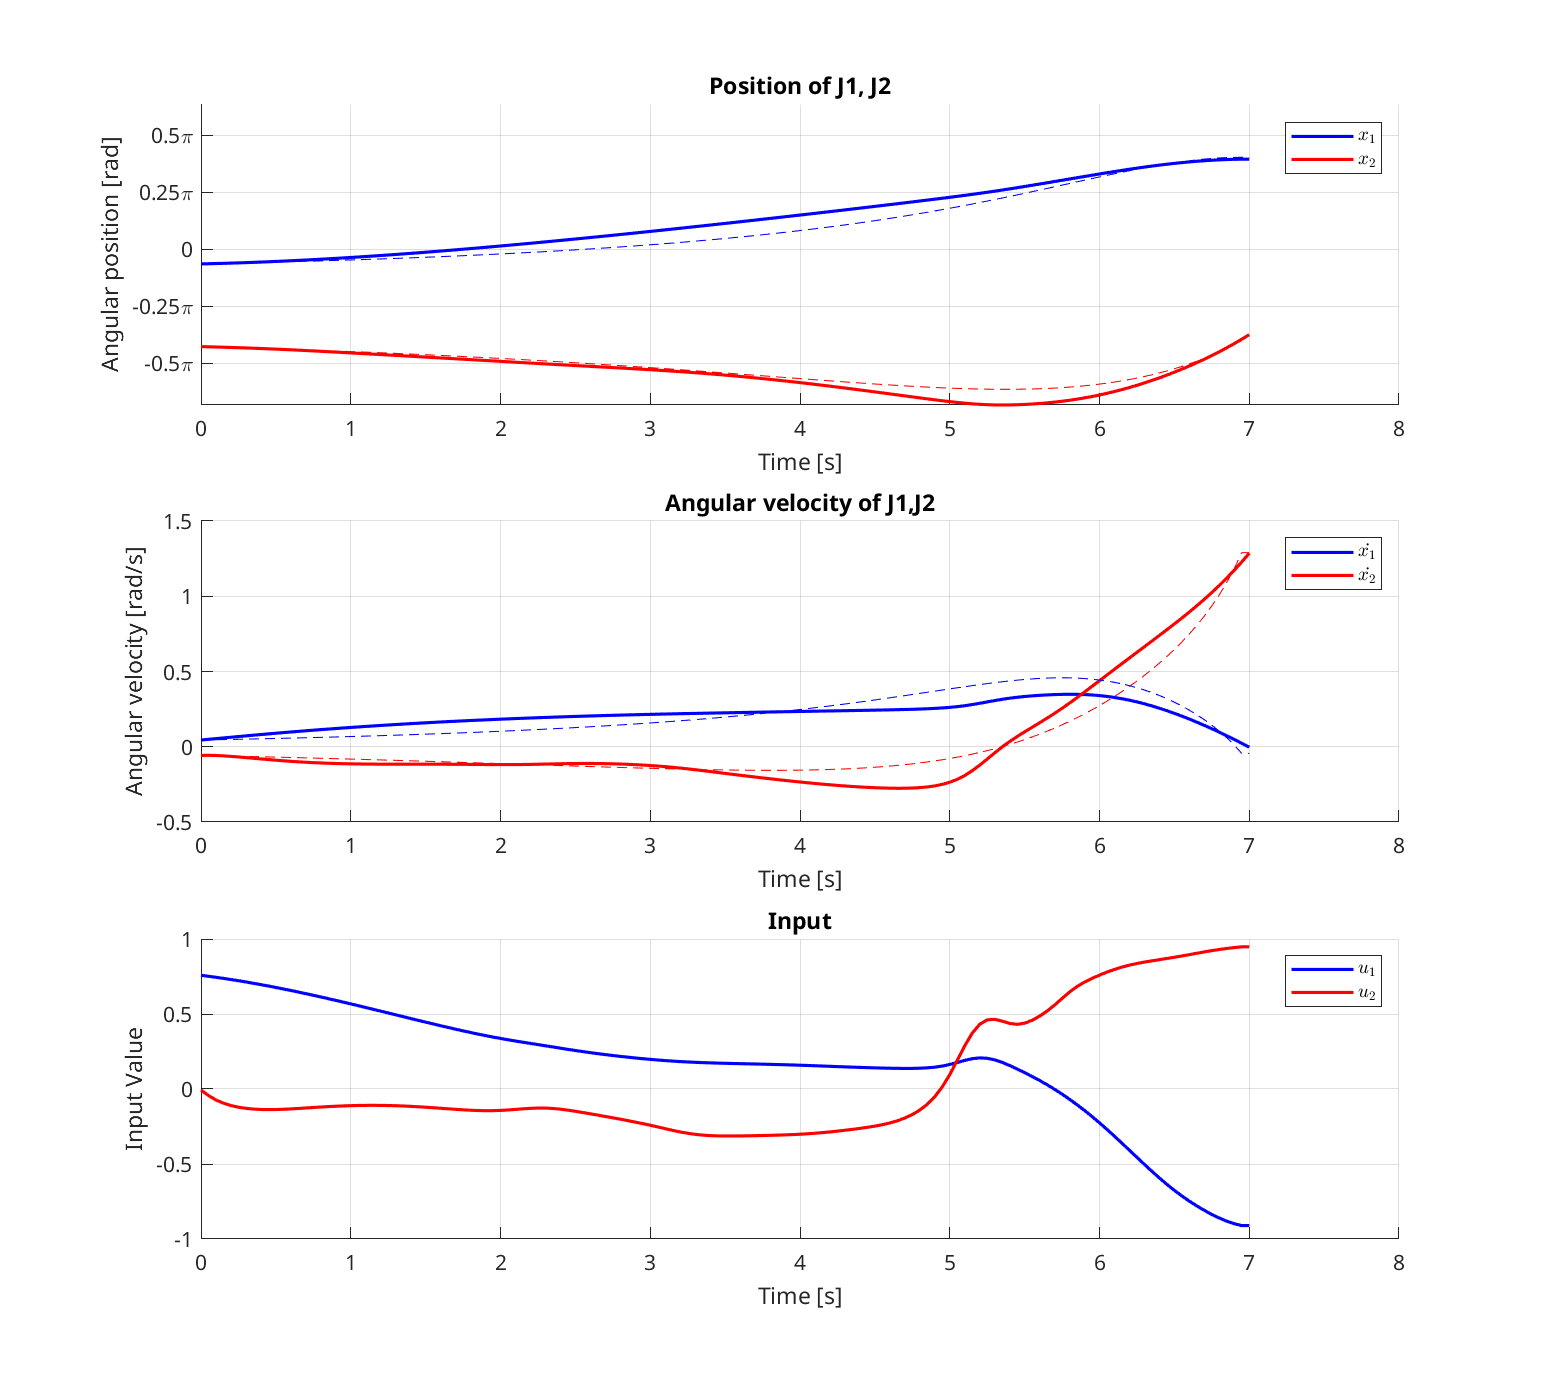 Position of J1, J2
Angular position [rad]
0.5π
0.25π
0
-0.25π
-0.5π
x₁
x₂
0 1 2 3 4 5 6 7 8
Time [s]
Angular velocity of J1,J2
Angular velocity [rad/s]
1.5
1
0.5
0
-0.5
ẋ₁
ẋ₂
0 1 2 3 4 5 6 7 8
Time [s]
Input
Input Value
1
0.5
0
-0.5
-1
u₁
u₂
0 1 2 3 4 5 6 7 8
Time [s]